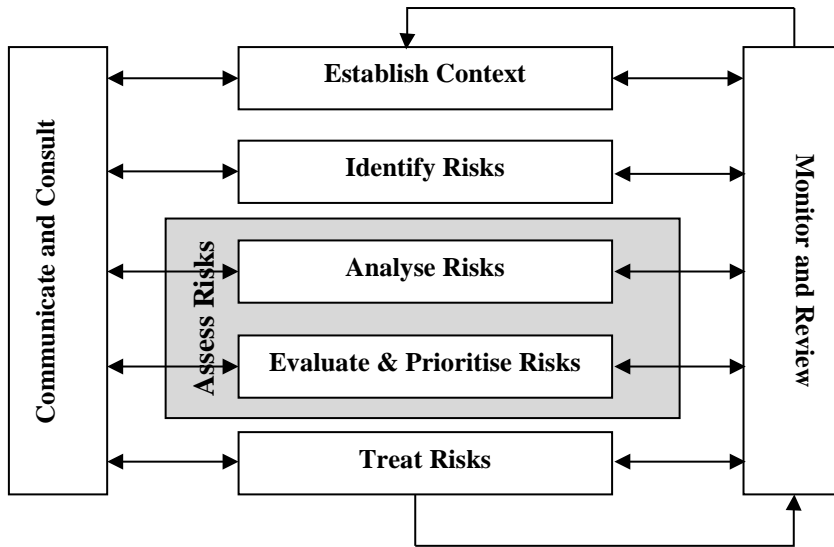 Establish Context
Communicate and Consult
Identify Risks
Monitor and Review
Assess Risks
Analyse Risks
Evaluate & Prioritise Risks
Treat Risks